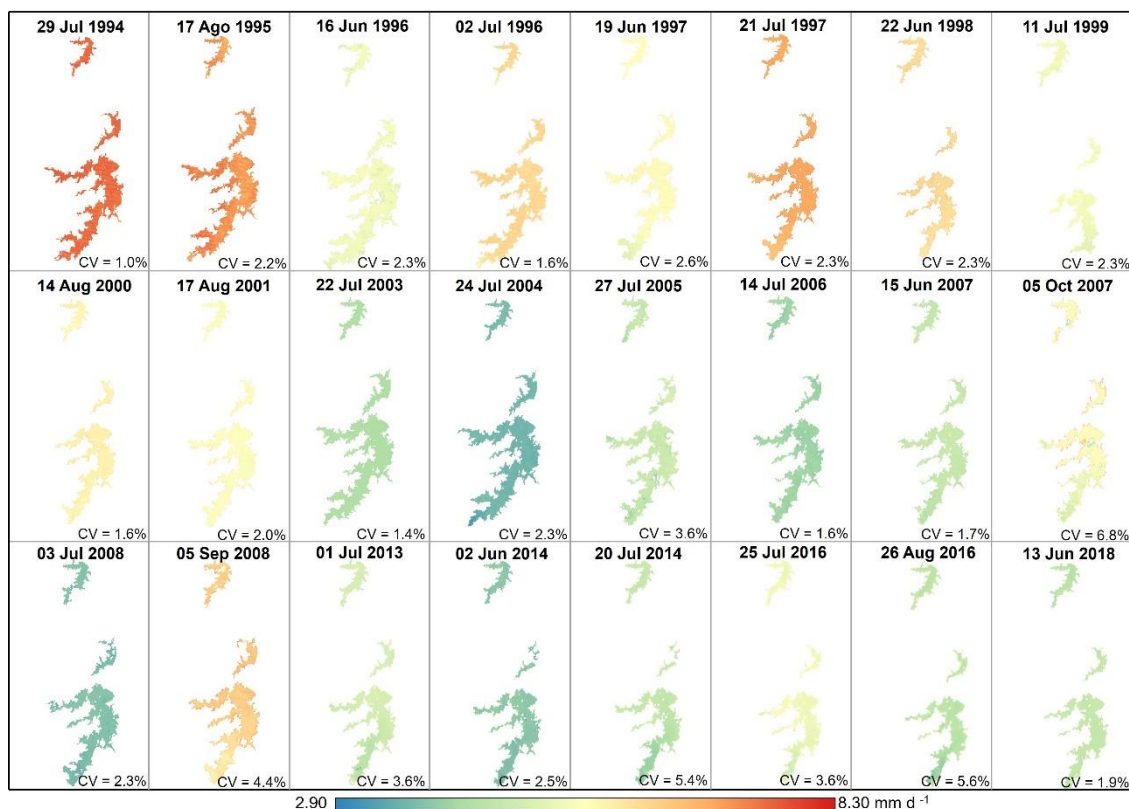 29 Jul 1994 17 Ago 1995 16 Jun 1996 02 Jul 1996 19 Jun 1997 21 Jul 1997 22 Jun 1998 11 Jul 1999
CV = 1.0% CV = 2.2% CV = 2.3% CV = 1.6% CV = 2.6% CV = 2.3% CV = 2.3% CV = 2.3%
14 Aug 2000 17 Aug 2001 22 Jul 2003 24 Jul 2004 27 Jul 2005 14 Jul 2006 15 Jun 2007 05 Oct 2007
CV = 1.6% CV = 2.0% CV = 1.4% CV = 2.3% CV = 3.6% CV = 1.6% CV = 1.7% CV = 6.8%
03 Jul 2008 05 Sep 2008 01 Jul 2013 02 Jun 2014 20 Jul 2014 25 Jul 2016 26 Aug 2016 13 Jun 2018
CV = 2.3% CV = 4.4% CV = 3.6% CV = 2.5% CV = 5.4% CV = 3.6% CV = 5.6% CV = 1.9%
2.90 8.30 mm d ⁻¹